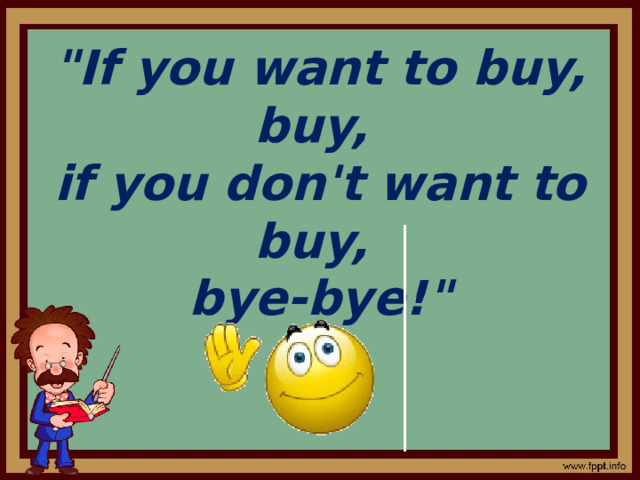 "If you want to buy,
buy,
if you don't want to
buy,
bye-bye!"
www.fppt.info